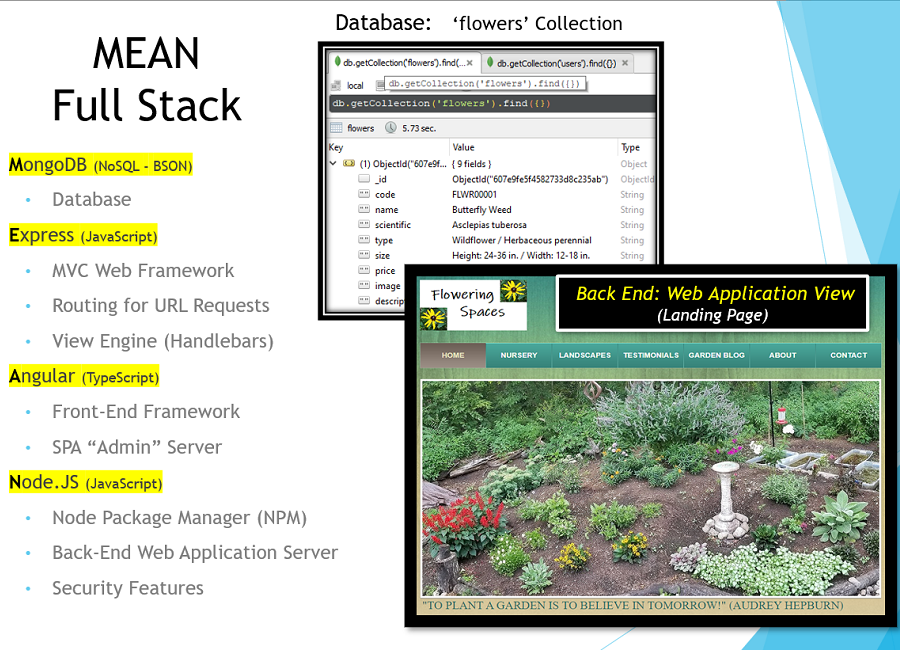 MEAN
Full Stack
MongoDB (NoSQL - BSON)
• Database
Express (JavaScript)
• MVC Web Framework
• Routing for URL Requests
• View Engine (Handlebars)
Angular (TypeScript)
• Front-End Framework
• SPA “Admin” Server
Node.JS (JavaScript)
• Node Package Manager (NPM)
• Back-End Web Application Server
• Security Features
Database: ‘flowers’ Collection
db.getCollection('flowers').find(... × db.getCollection('users').find({}) ×
local
db.getCollection('flowers').find({})
db.getCollection('flowers').find({})
flowers 5.73 sec.
Key Value Type
(1) ObjectId("607e9f... { 9 fields } Object
_id ObjectId("607e9fe5f4582733d8c235ab") ObjectId
code FLWR00001 String
name Butterfly Weed String
scientific Asclepias tuberosa String
type Wildflower / Herbaceous perennial String
size Height: 24-36 in. / Width: 12-18 in. String
price
image
descrip
Flowering
Spaces
Back End: Web Application View
(Landing Page)
HOME NURSERY LANDSCAPES TESTIMONIALS GARDEN BLOG ABOUT CONTACT
"TO PLANT A GARDEN IS TO BELIEVE IN TOMORROW!" (AUDREY HEPBURN)